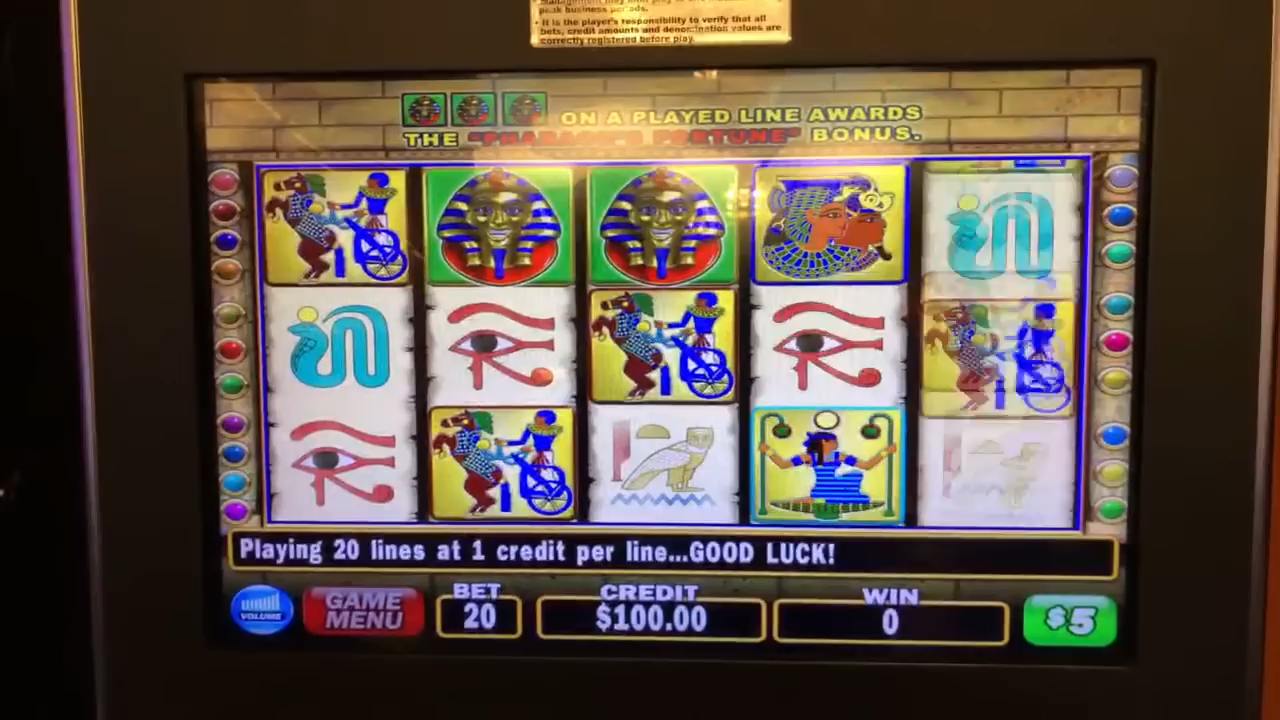 peak business periods.
• It is the player's responsibility to verify that all
bets, credit amounts and denomination values are
correctly registered before play.
ON A PLAYED LINE AWARDS
THE "PHARAOH'S FORTUNE" BONUS.
Playing 20 lines at 1 credit per line...GOOD LUCK!
VOLUME
GAME
MENU
BET
20
CREDIT
$100.00
WIN
0
$5